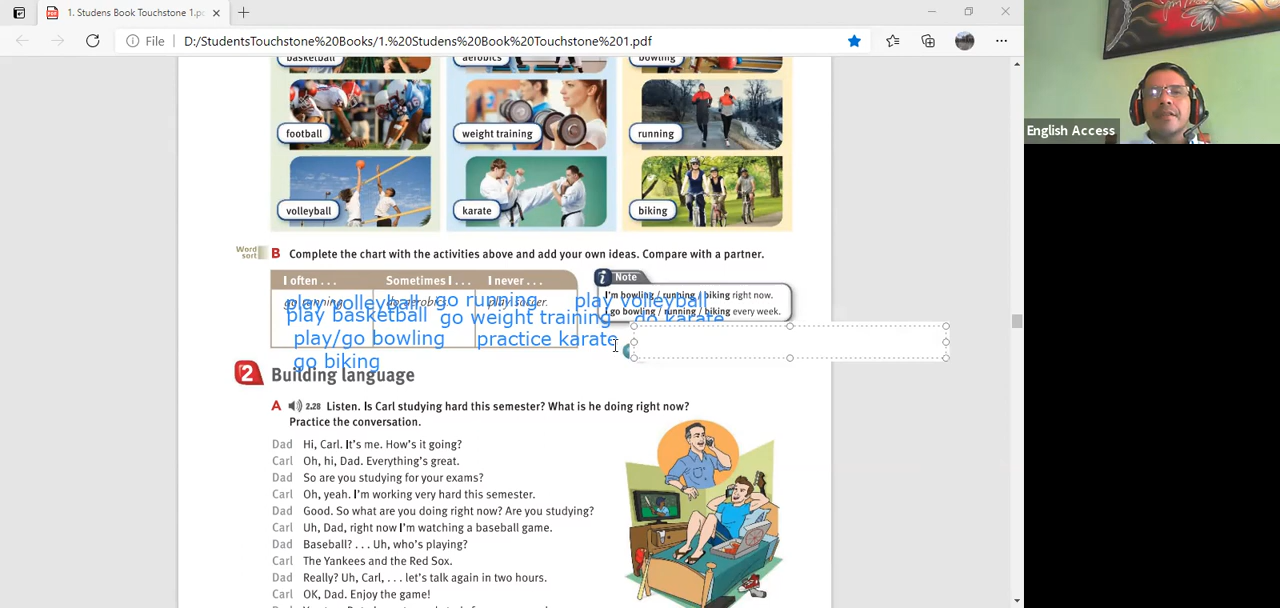 1. Studens Book Touchstone 1.p
File
D:/StudentsTouchstone%20Books/1.%20Studens%20Book%20Touchstone%201.pdf
English Access
basketball
aerobics
bowling
football
weight training
running
volleyball
karate
biking
Word sort
B Complete the chart with the activities above and add your own ideas. Compare with a partner.
I often . . .
Sometimes I . . .
I never . . .
go running.
do aerobics.
play soccer.
play volleyball
play basketball
play/go bowling
go biking
go running
go weight training
practice karate
play volleyball
go karate
i Note
I'm bowling / running / biking right now.
I go bowling / running / biking every week.
2 Building language
A 2.28 Listen. Is Carl studying hard this semester? What is he doing right now?
Practice the conversation.
Dad Hi, Carl. It's me. How's it going?
Carl Oh, hi, Dad. Everything's great.
Dad So are you studying for your exams?
Carl Oh, yeah. I'm working very hard this semester.
Dad Good. So what are you doing right now? Are you studying?
Carl Uh, Dad, right now I'm watching a baseball game.
Dad Baseball? . . . Uh, who's playing?
Carl The Yankees and the Red Sox.
Dad Really? Uh, Carl, . . . let's talk again in two hours.
Carl OK, Dad. Enjoy the game!